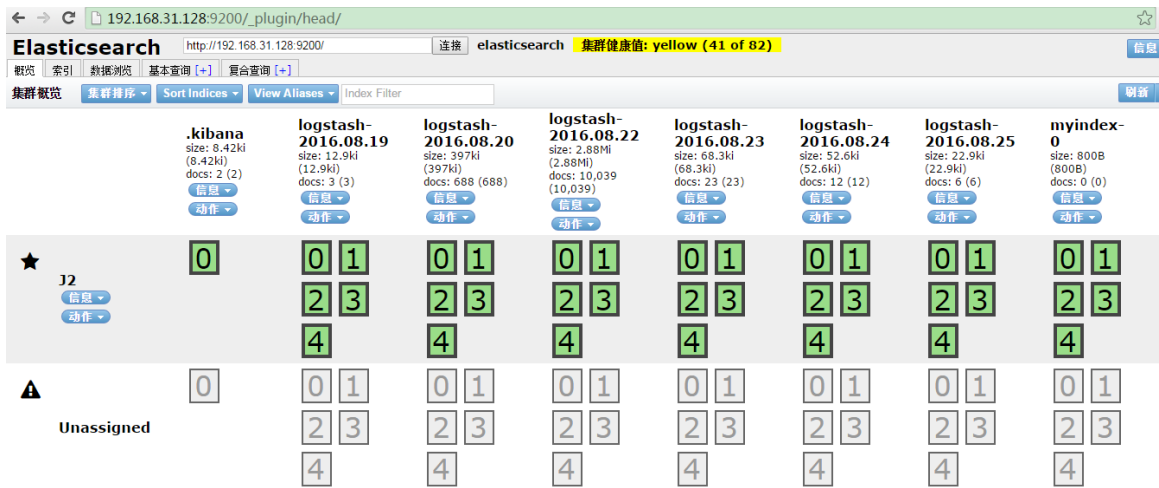 192.168.31.128:9200/_plugin/head/
Elasticsearch http://192.168.31.128:9200/ 连接 elasticsearch 集群健康值: yellow (41 of 82) 信息
概览 索引 数据浏览 基本查询 [+] 复合查询 [+]
集群概览 集群排序 Sort Indices View Aliases Index Filter 刷新
.kibana
size: 8.42ki
(8.42ki)
docs: 2 (2)
信息
动作
logstash-
2016.08.19
size: 12.9ki
(12.9ki)
docs: 3 (3)
信息
动作
logstash-
2016.08.20
size: 397ki
(397ki)
docs: 688 (688)
信息
动作
logstash-
2016.08.22
size: 2.88Mi
(2.88Mi)
docs: 10,039
(10,039)
信息
动作
logstash-
2016.08.23
size: 68.3ki
(68.3ki)
docs: 23 (23)
信息
动作
logstash-
2016.08.24
size: 52.6ki
(52.6ki)
docs: 12 (12)
信息
动作
logstash-
2016.08.25
size: 22.9ki
(22.9ki)
docs: 6 (6)
信息
动作
myindex-
0
size: 800B
(800B)
docs: 0 (0)
信息
动作
J2
信息
动作
0 0 1 0 1 0 1 0 1 0 1 0 1 0 1
2 3 2 3 2 3 2 3 2 3 2 3 2 3
4 4 4 4 4 4 4
Unassigned
0 0 1 0 1 0 1 0 1 0 1 0 1 0 1
2 3 2 3 2 3 2 3 2 3 2 3 2 3
4 4 4 4 4 4 4